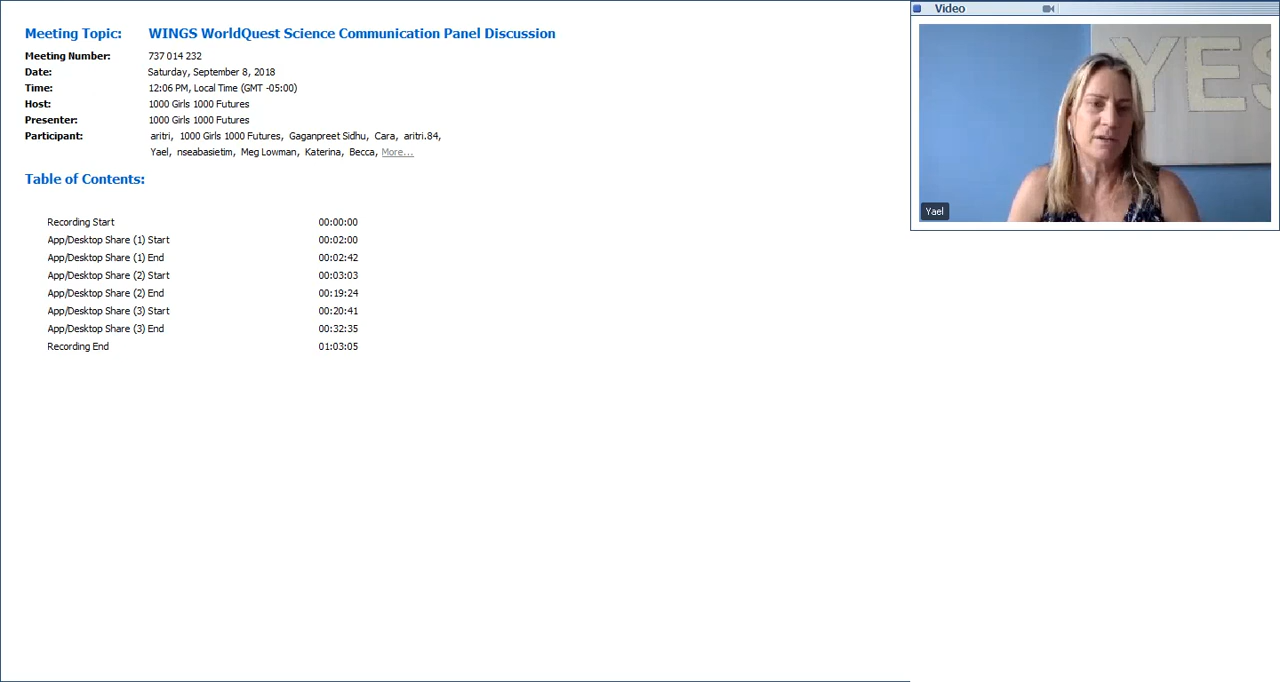 Meeting Topic: WINGS WorldQuest Science Communication Panel Discussion
Meeting Number: 737 014 232
Date: Saturday, September 8, 2018
Time: 12:06 PM, Local Time (GMT -05:00)
Host: 1000 Girls 1000 Futures
Presenter: 1000 Girls 1000 Futures
Participant: aritri, 1000 Girls 1000 Futures, Gaganpreet Sidhu, Cara, aritri.84,
Yael, nseabasietim, Meg Lowman, Katerina, Becca, More...
Table of Contents:
Recording Start 00:00:00
App/Desktop Share (1) Start 00:02:00
App/Desktop Share (1) End 00:02:42
App/Desktop Share (2) Start 00:03:03
App/Desktop Share (2) End 00:19:24
App/Desktop Share (3) Start 00:20:41
App/Desktop Share (3) End 00:32:35
Recording End 01:03:05
Video
YES
Yael